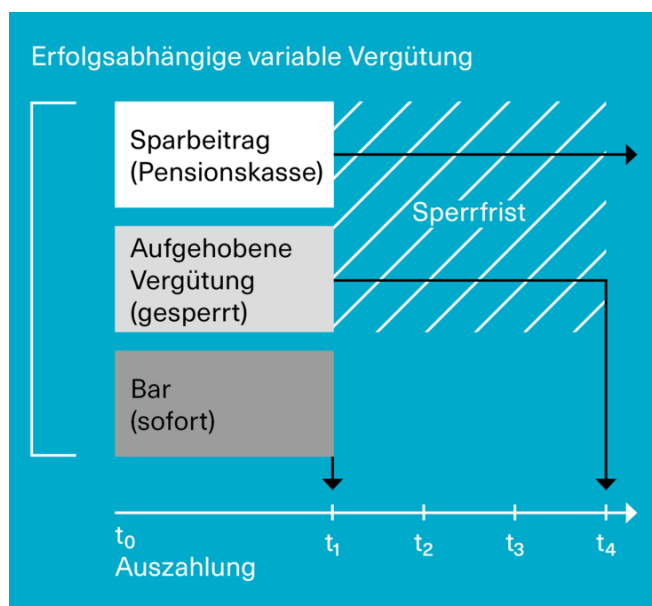 Erfolgsabhängige variable Vergütung
Sparbeitrag
(Pensionskasse)
Sperrfrist
Aufgehobene
Vergütung
(gesperrt)
Bar
(sofort)
t0 t1 t2 t3 t4
Auszahlung